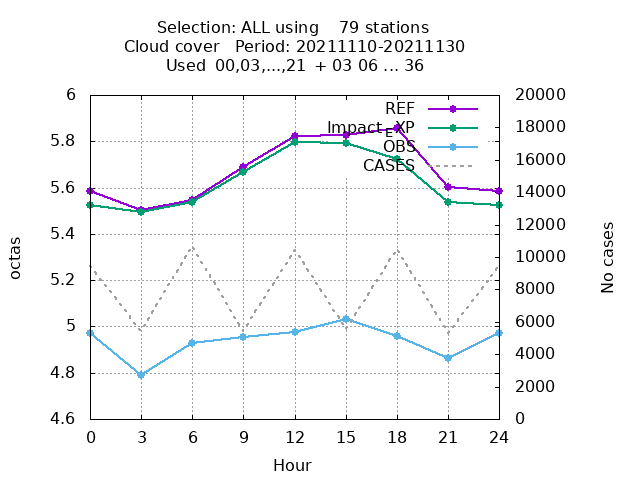 Selection: ALL using    79 stations
Cloud cover   Period: 20211110-20211130
Used  00,03,...,21  + 03 06 ... 36
6
5.8
5.6
5.4
5.2
5
4.8
4.6
20000
18000
16000
14000
12000
10000
8000
6000
4000
2000
0
REF
Impact_EXP
OBS
CASES
octas
No cases
0 3 6 9 12 15 18 21 24
Hour